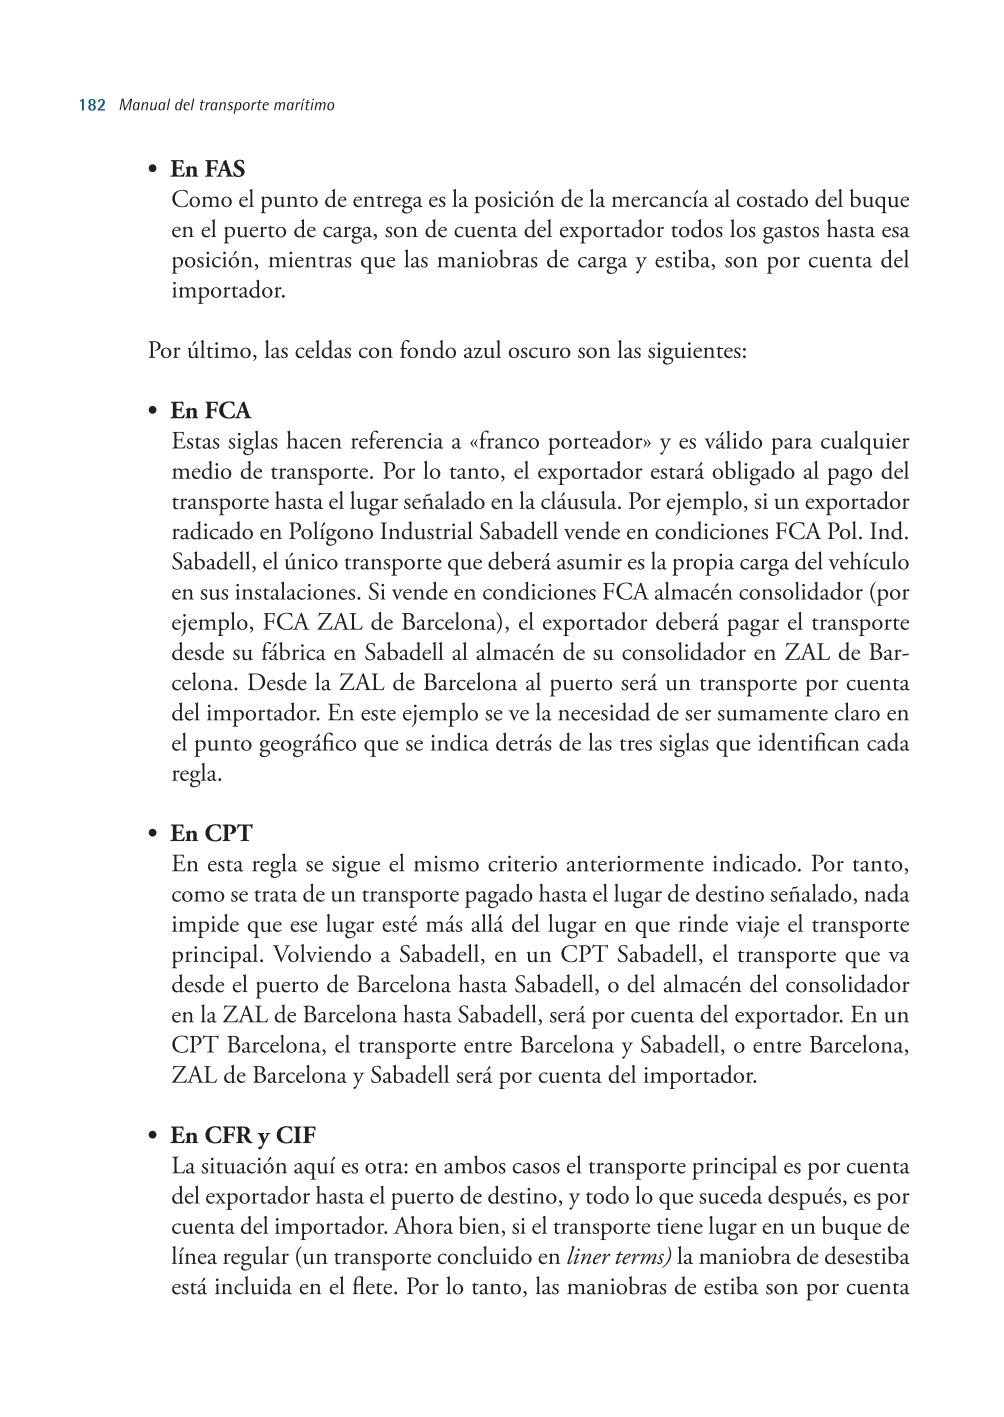 182 Manual del transporte marítimo
• En FAS
Como el punto de entrega es la posición de la mercancía al costado del buque
en el puerto de carga, son de cuenta del exportador todos los gastos hasta esa
posición, mientras que las maniobras de carga y estiba, son por cuenta del
importador.
Por último, las celdas con fondo azul oscuro son las siguientes:
• En FCA
Estas siglas hacen referencia a «franco porteador» y es válido para cualquier
medio de transporte. Por lo tanto, el exportador estará obligado al pago del
transporte hasta el lugar señalado en la cláusula. Por ejemplo, si un exportador
radicado en Polígono Industrial Sabadell vende en condiciones FCA Pol. Ind.
Sabadell, el único transporte que deberá asumir es la propia carga del vehículo
en sus instalaciones. Si vende en condiciones FCA almacén consolidador (por
ejemplo, FCA ZAL de Barcelona), el exportador deberá pagar el transporte
desde su fábrica en Sabadell al almacén de su consolidador en ZAL de Bar-
celona. Desde la ZAL de Barcelona al puerto será un transporte por cuenta
del importador. En este ejemplo se ve la necesidad de ser sumamente claro en
el punto geográfico que se indica detrás de las tres siglas que identifican cada
regla.
• En CPT
En esta regla se sigue el mismo criterio anteriormente indicado. Por tanto,
como se trata de un transporte pagado hasta el lugar de destino señalado, nada
impide que ese lugar esté más allá del lugar en que rinde viaje el transporte
principal. Volviendo a Sabadell, en un CPT Sabadell, el transporte que va
desde el puerto de Barcelona hasta Sabadell, o del almacén del consolidador
en la ZAL de Barcelona hasta Sabadell, será por cuenta del exportador. En un
CPT Barcelona, el transporte entre Barcelona y Sabadell, o entre Barcelona,
ZAL de Barcelona y Sabadell será por cuenta del importador.
• En CFR y CIF
La situación aquí es otra: en ambos casos el transporte principal es por cuenta
del exportador hasta el puerto de destino, y todo lo que suceda después, es por
cuenta del importador. Ahora bien, si el transporte tiene lugar en un buque de
línea regular (un transporte concluido en liner terms) la maniobra de desestiba
está incluida en el flete. Por lo tanto, las maniobras de estiba son por cuenta